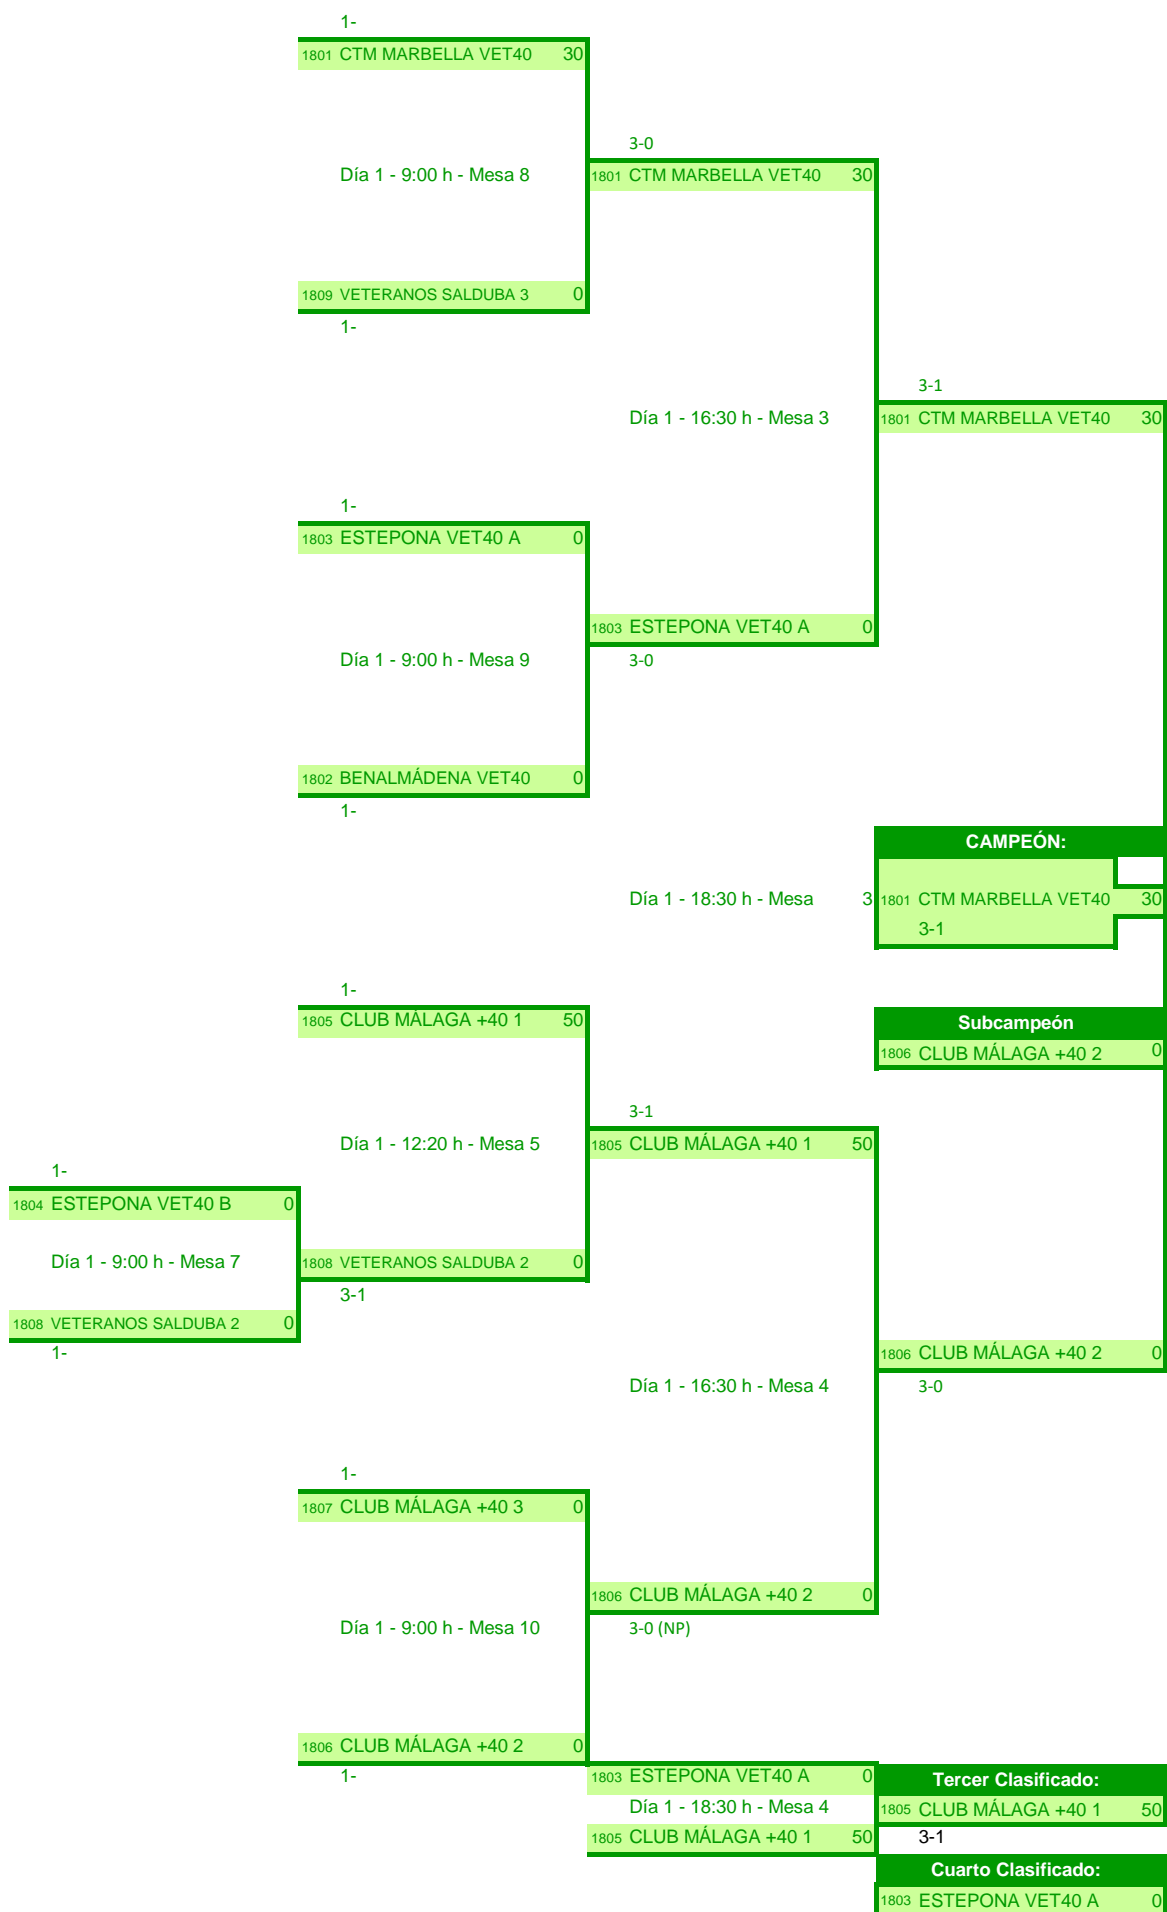 1-
1801 CTM MARBELLA VET40 30
3-0
Día 1 - 9:00 h - Mesa 8
1801 CTM MARBELLA VET40 30
1809 VETERANOS SALDUBA 3 0
1-
3-1
Día 1 - 16:30 h - Mesa 3
1801 CTM MARBELLA VET40 30
1-
1803 ESTEPONA VET40 A 0
1803 ESTEPONA VET40 A 0
Día 1 - 9:00 h - Mesa 9
3-0
1802 BENALMÁDENA VET40 0
1-
CAMPEÓN:
Día 1 - 18:30 h - Mesa 3
1801 CTM MARBELLA VET40 30
3-1
1-
1805 CLUB MÁLAGA +40 1 50
Subcampeón
1806 CLUB MÁLAGA +40 2 0
3-1
Día 1 - 12:20 h - Mesa 5
1805 CLUB MÁLAGA +40 1 50
1-
1804 ESTEPONA VET40 B 0
Día 1 - 9:00 h - Mesa 7
1808 VETERANOS SALDUBA 2 0
3-1
1808 VETERANOS SALDUBA 2 0
1-
1806 CLUB MÁLAGA +40 2 0
Día 1 - 16:30 h - Mesa 4
3-0
1-
1807 CLUB MÁLAGA +40 3 0
1806 CLUB MÁLAGA +40 2 0
Día 1 - 9:00 h - Mesa 10
3-0 (NP)
1806 CLUB MÁLAGA +40 2 0
1-
1803 ESTEPONA VET40 A 0
Tercer Clasificado:
Día 1 - 18:30 h - Mesa 4
1805 CLUB MÁLAGA +40 1 50
1805 CLUB MÁLAGA +40 1 50
3-1
Cuarto Clasificado:
1803 ESTEPONA VET40 A 0